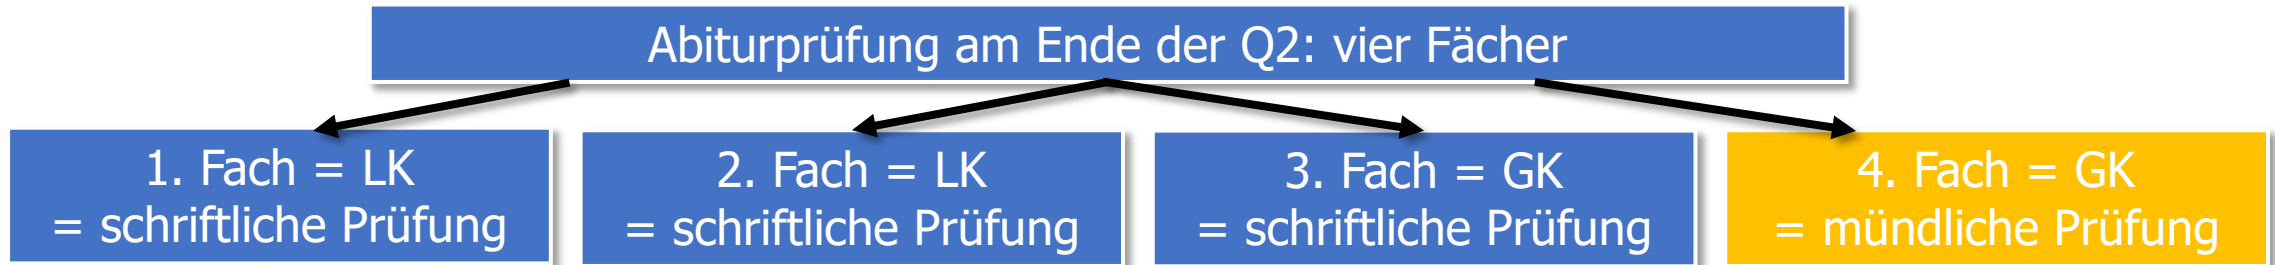 Abiturprüfung am Ende der Q2: vier Fächer
1. Fach = LK
= schriftliche Prüfung
2. Fach = LK
= schriftliche Prüfung
3. Fach = GK
= schriftliche Prüfung
4. Fach = GK
= mündliche Prüfung